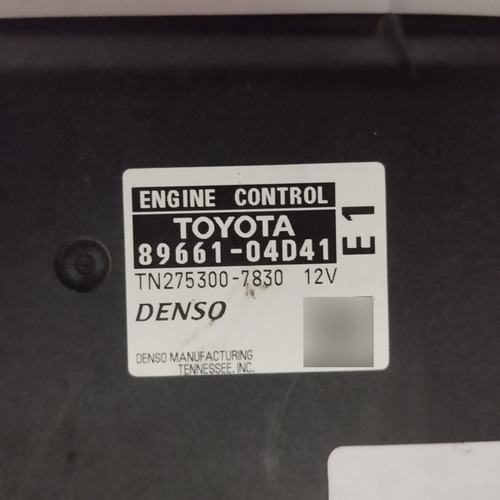 ENGINE CONTROL
TOYOTA
89661-04D41
E1
TN275300-7830 12V
DENSO
DENSO MANUFACTURING
TENNESSEE, INC.